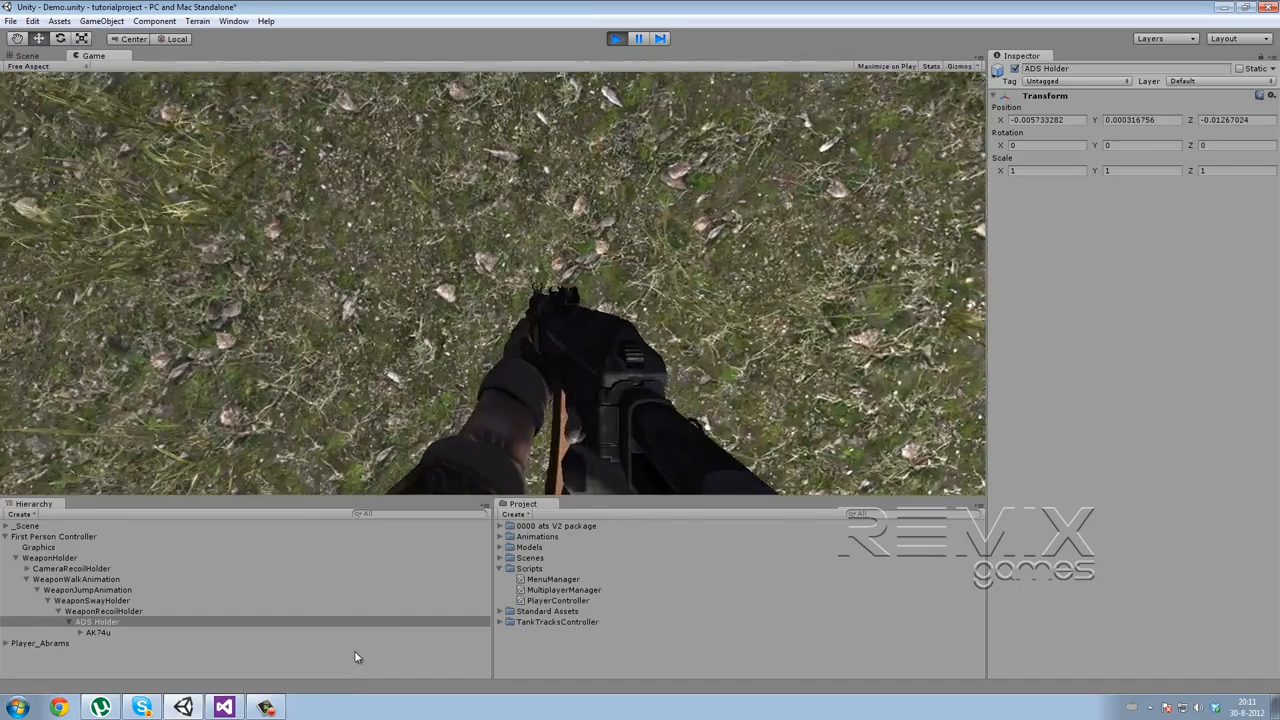 Unity - Demo.unity - tutorialproject - PC and Mac Standalone*
File Edit Assets GameObject Component Terrain Window Help
Center Local Layers Layout
Scene Game Inspector
Free Aspect Maximize on Play Stats Gizmos
ADS Holder Static
Tag Untagged Layer Default
Transform
Position
X -0.005733282 Y 0.000316756 Z -0.01267024
Rotation
X 0 Y 0 Z 0
Scale
X 1 Y 1 Z 1
Hierarchy
Create All
_Scene
First Person Controller
Graphics
WeaponHolder
CameraRecoilHolder
WeaponWalkAnimation
WeaponJumpAnimation
WeaponSwayHolder
WeaponRecoilHolder
ADS Holder
AK74u
Player_Abrams
Project
Create All
0000 ats V2 package
Animations
Models
Scenes
Scripts
MenuManager
MultiplayerManager
PlayerController
Standard Assets
TankTracksController
REMIX
games
20:11
30-8-2012